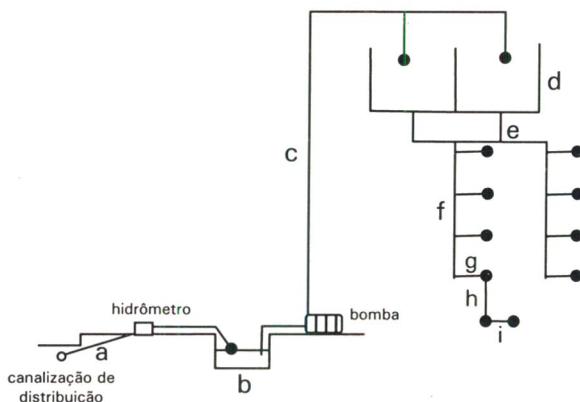 d
e
c
f
g
h
hidrômetro
bomba
i
a
canalização de
distribuição
b